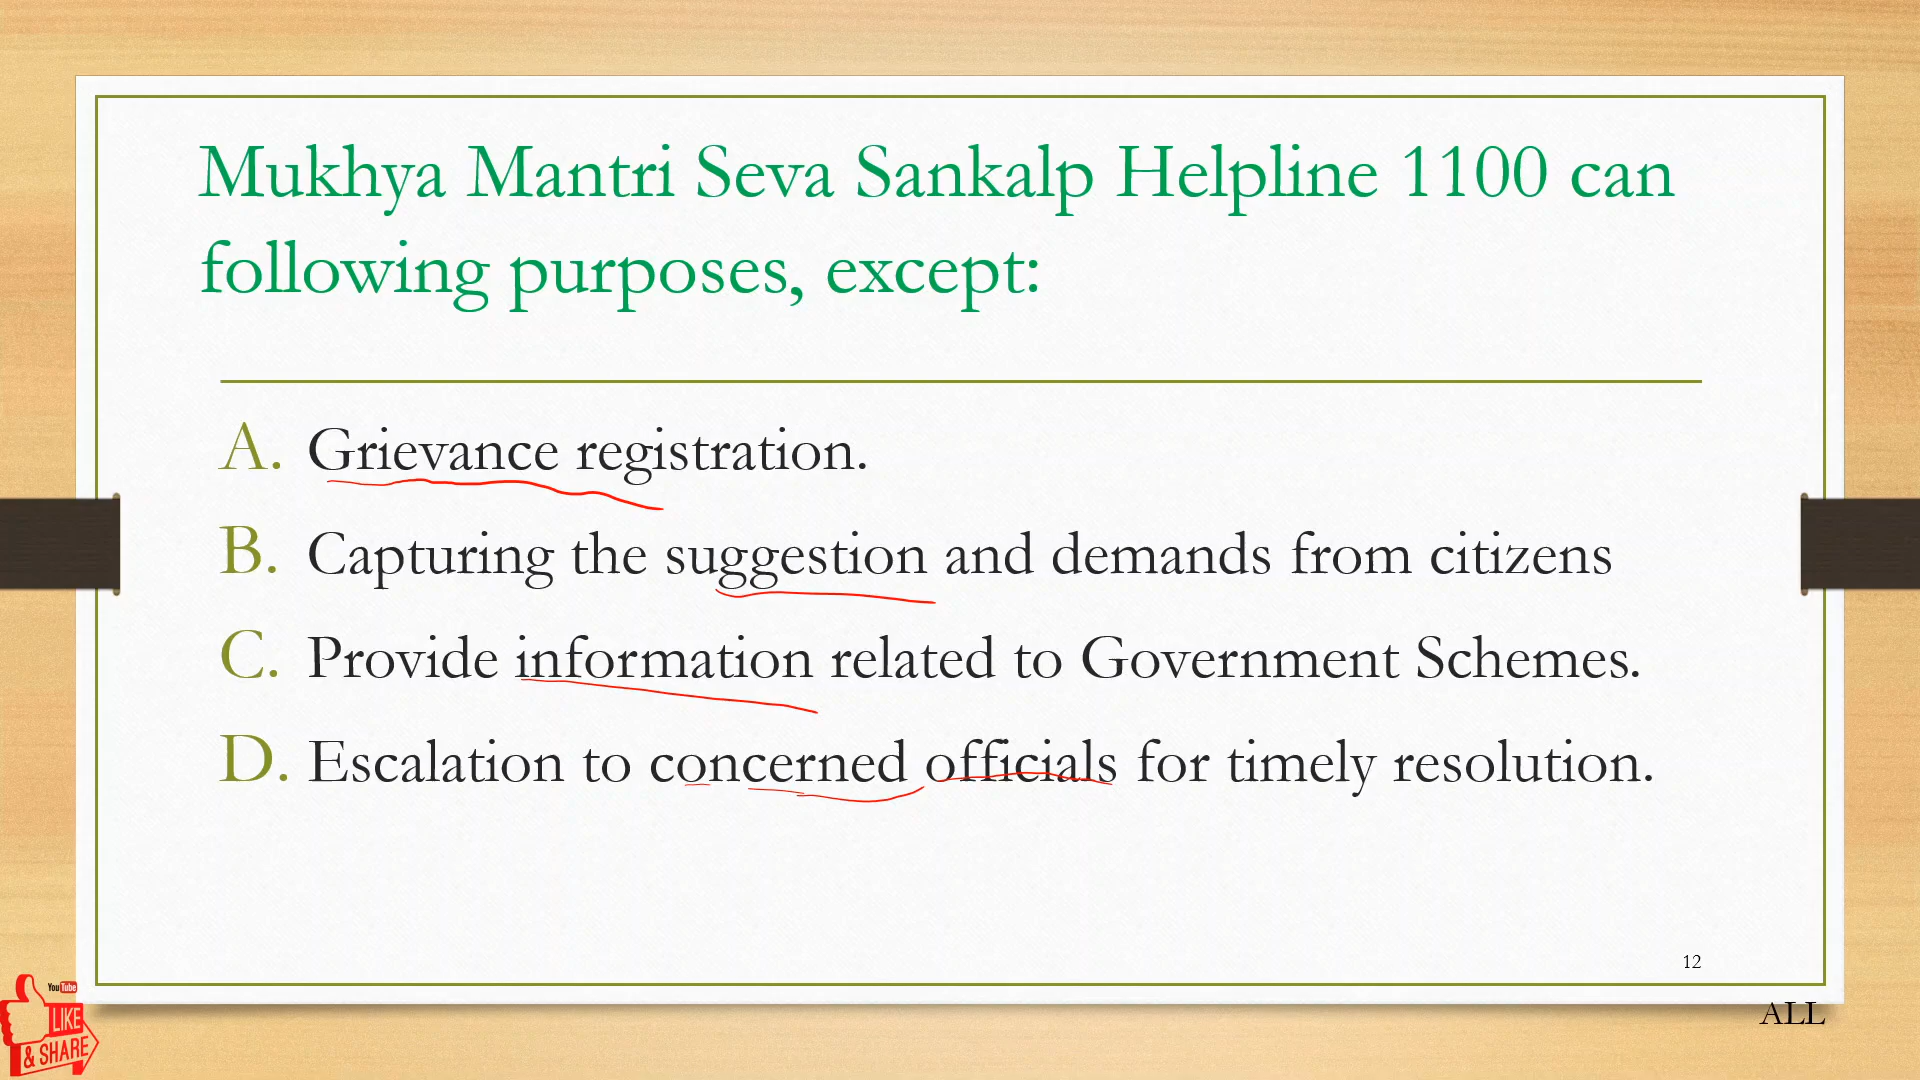 Mukhya Mantri Seva Sankalp Helpline 1100 can
following purposes, except:
A. Grievance registration.
B. Capturing the suggestion and demands from citizens
C. Provide information related to Government Schemes.
D. Escalation to concerned officials for timely resolution.
12
ALL
YouTube
LIKE
& SHARE